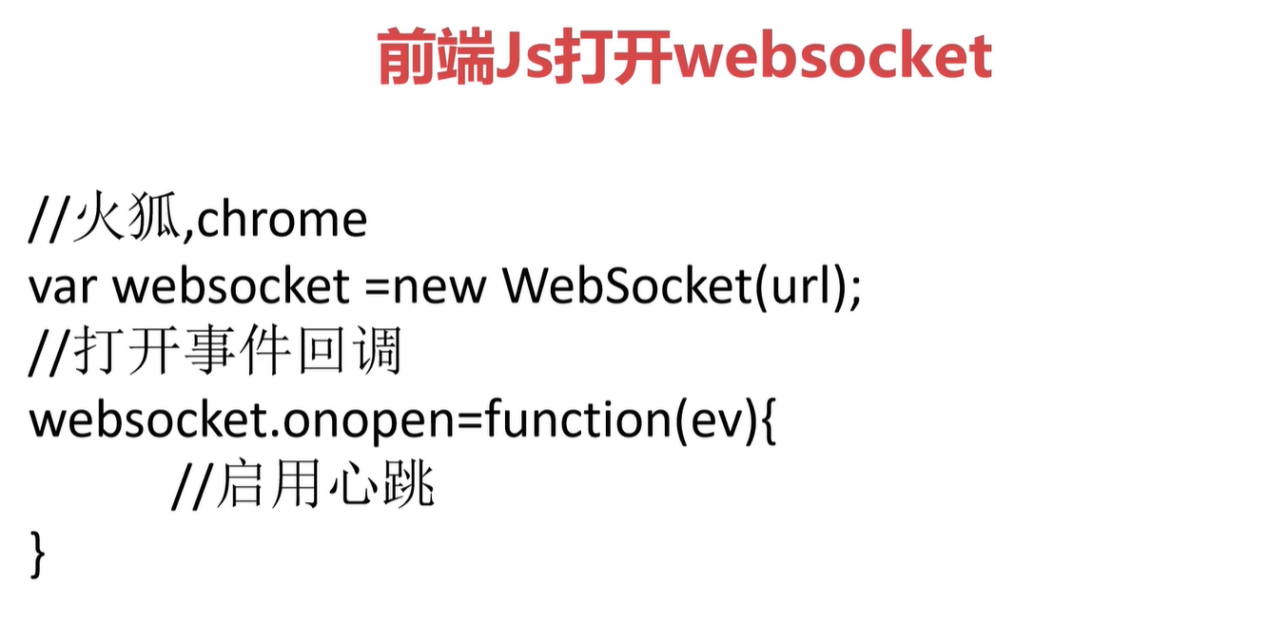 前端Js打开websocket
//火狐,chrome
var websocket =new WebSocket(url);
//打开事件回调
websocket.onopen=function(ev){
//启用心跳
}